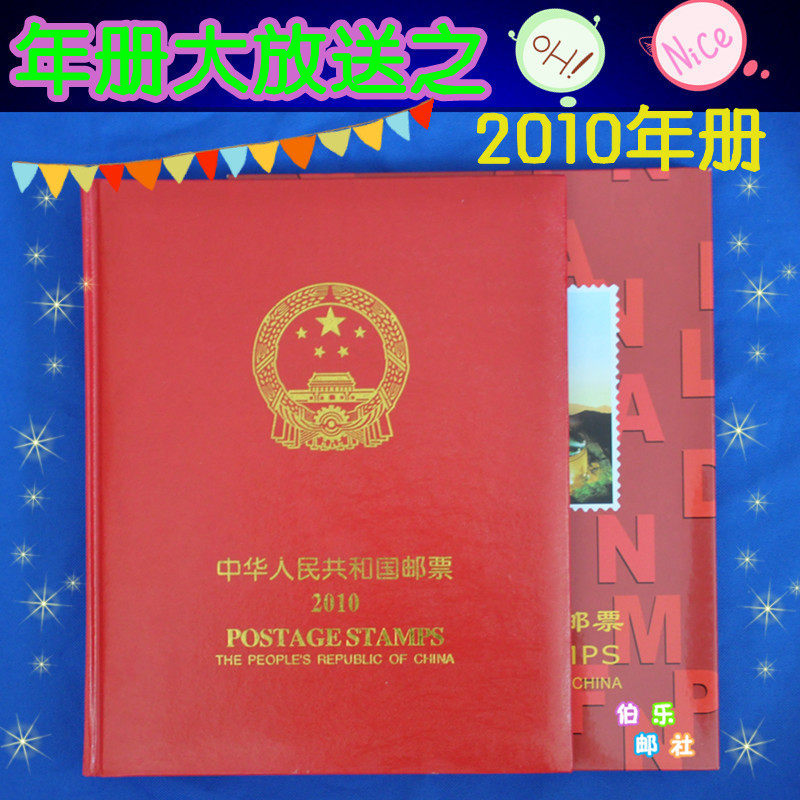 年册大放送之
OH!
NiCe
2010年册
中华人民共和国邮票
2010
POSTAGE STAMPS
THE PEOPLE'S REPUBLIC OF CHINA
邮票
IPS
CHINA
伯乐
邮社